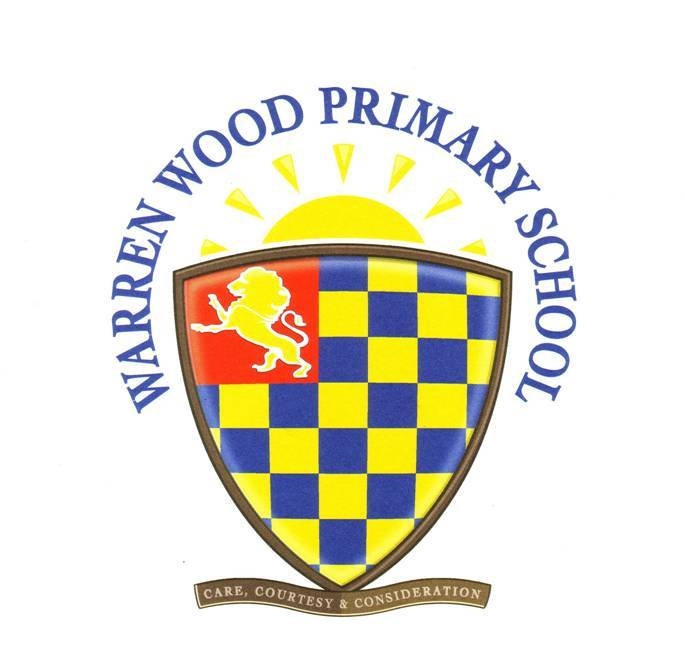 WARREN WOOD PRIMARY SCHOOL
CARE, COURTESY & CONSIDERATION